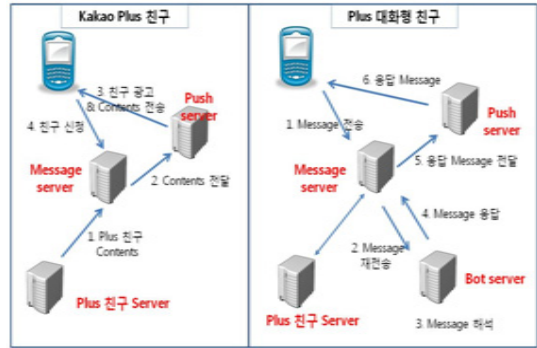 Kakao Plus 친구
3. 친구 광고
& Contents 전송
Push
server
4. 친구 신청
Message
server
2. Contents 전달
1. Plus 친구
Contents
Plus 친구 Server
Plus 대화형 친구
6. 응답 Message
Push
server
1. Message 전송
Message
server
5. 응답 Message 전달
4. Message 응답
2. Message
재전송
Bot server
Plus 친구 Server
3. Message 해석